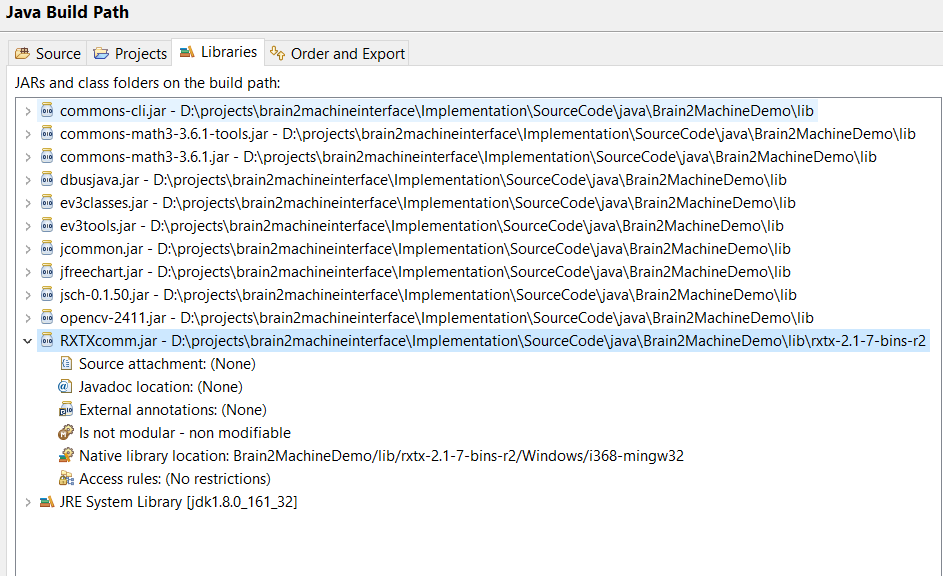 Java Build Path
Source Projects Libraries Order and Export
JARs and class folders on the build path:
commons-cli.jar - D:\projects\brain2machineinterface\Implementation\SourceCode\java\Brain2MachineDemo\lib
commons-math3-3.6.1-tools.jar - D:\projects\brain2machineinterface\Implementation\SourceCode\java\Brain2MachineDemo\lib
commons-math3-3.6.1.jar - D:\projects\brain2machineinterface\Implementation\SourceCode\java\Brain2MachineDemo\lib
dbusjava.jar - D:\projects\brain2machineinterface\Implementation\SourceCode\java\Brain2MachineDemo\lib
ev3classes.jar - D:\projects\brain2machineinterface\Implementation\SourceCode\java\Brain2MachineDemo\lib
ev3tools.jar - D:\projects\brain2machineinterface\Implementation\SourceCode\java\Brain2MachineDemo\lib
jcommon.jar - D:\projects\brain2machineinterface\Implementation\SourceCode\java\Brain2MachineDemo\lib
jfreechart.jar - D:\projects\brain2machineinterface\Implementation\SourceCode\java\Brain2MachineDemo\lib
jsch-0.1.50.jar - D:\projects\brain2machineinterface\Implementation\SourceCode\java\Brain2MachineDemo\lib
opencv-2411.jar - D:\projects\brain2machineinterface\Implementation\SourceCode\java\Brain2MachineDemo\lib
RXTXcomm.jar - D:\projects\brain2machineinterface\Implementation\SourceCode\java\Brain2MachineDemo\lib\rxtx-2.1-7-bins-r2
Source attachment: (None)
Javadoc location: (None)
External annotations: (None)
Is not modular - non modifiable
Native library location: Brain2MachineDemo/lib/rxtx-2.1-7-bins-r2/Windows/i368-mingw32
Access rules: (No restrictions)
JRE System Library [jdk1.8.0_161_32]